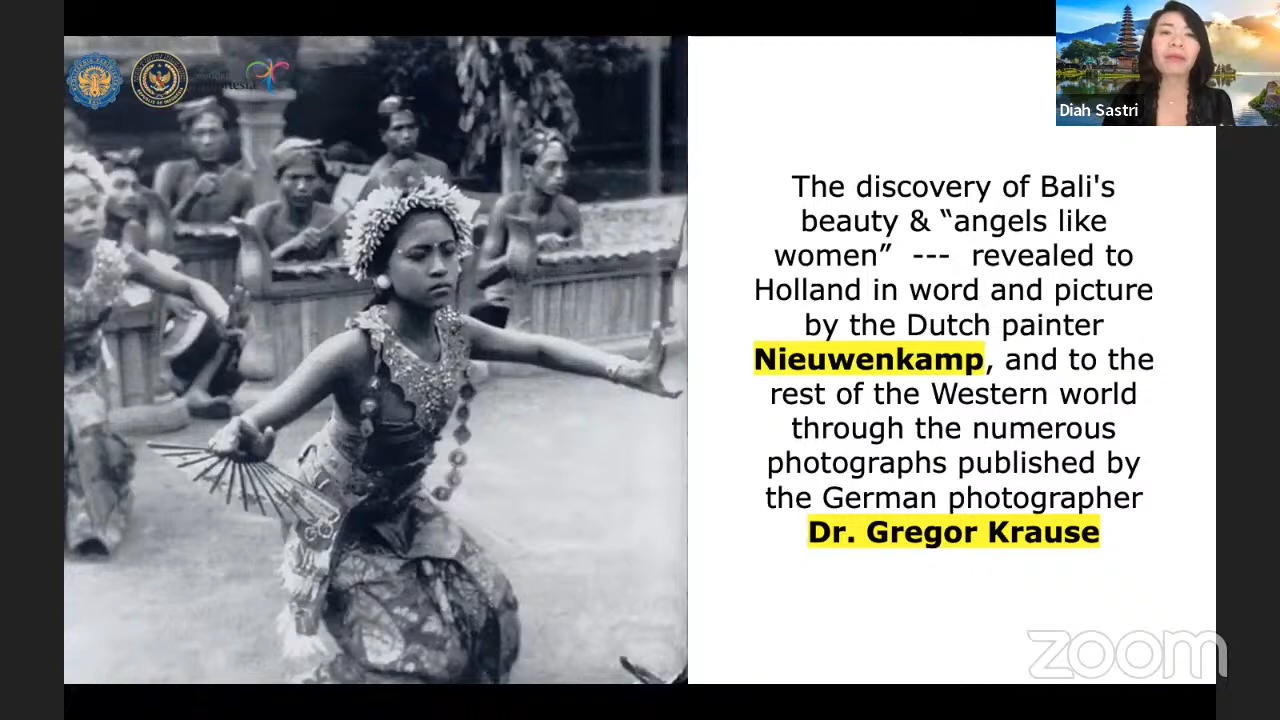 Diah Sastri
The discovery of Bali's
beauty & “angels like
women” --- revealed to
Holland in word and picture
by the Dutch painter
Nieuwenkamp, and to the
rest of the Western world
through the numerous
photographs published by
the German photographer
Dr. Gregor Krause
zoom